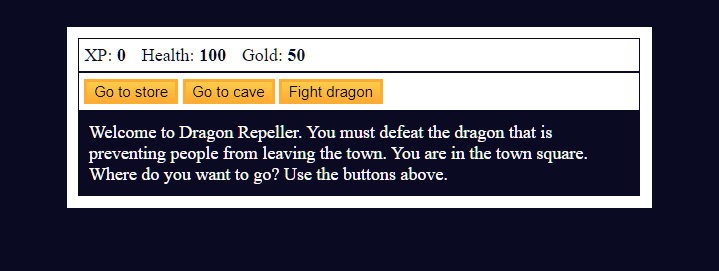 XP: 0 Health: 100 Gold: 50
Go to store Go to cave Fight dragon
Welcome to Dragon Repeller. You must defeat the dragon that is
preventing people from leaving the town. You are in the town square.
Where do you want to go? Use the buttons above.